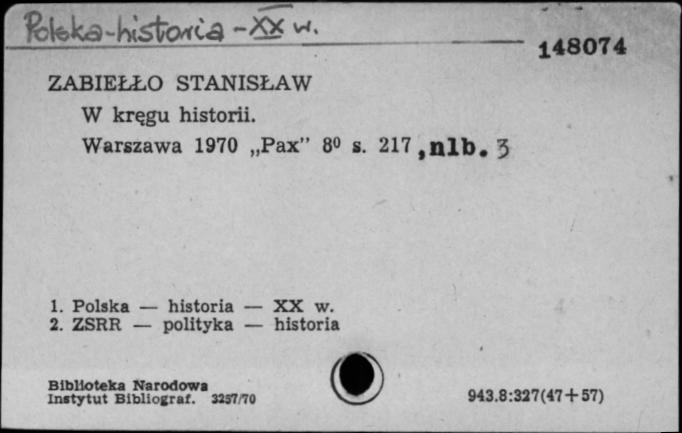 Polska-historia-XX w.
148074
ZABIEŁŁO STANISŁAW
W kręgu historii.
Warszawa 1970 „Pax” 8⁰ s. 217, nlb. 3
1. Polska — historia — XX w.
2. ZSRR — polityka — historia
Biblioteka Narodowa
Instytut Bibliograf. 3257/70
943.8:327(47+57)